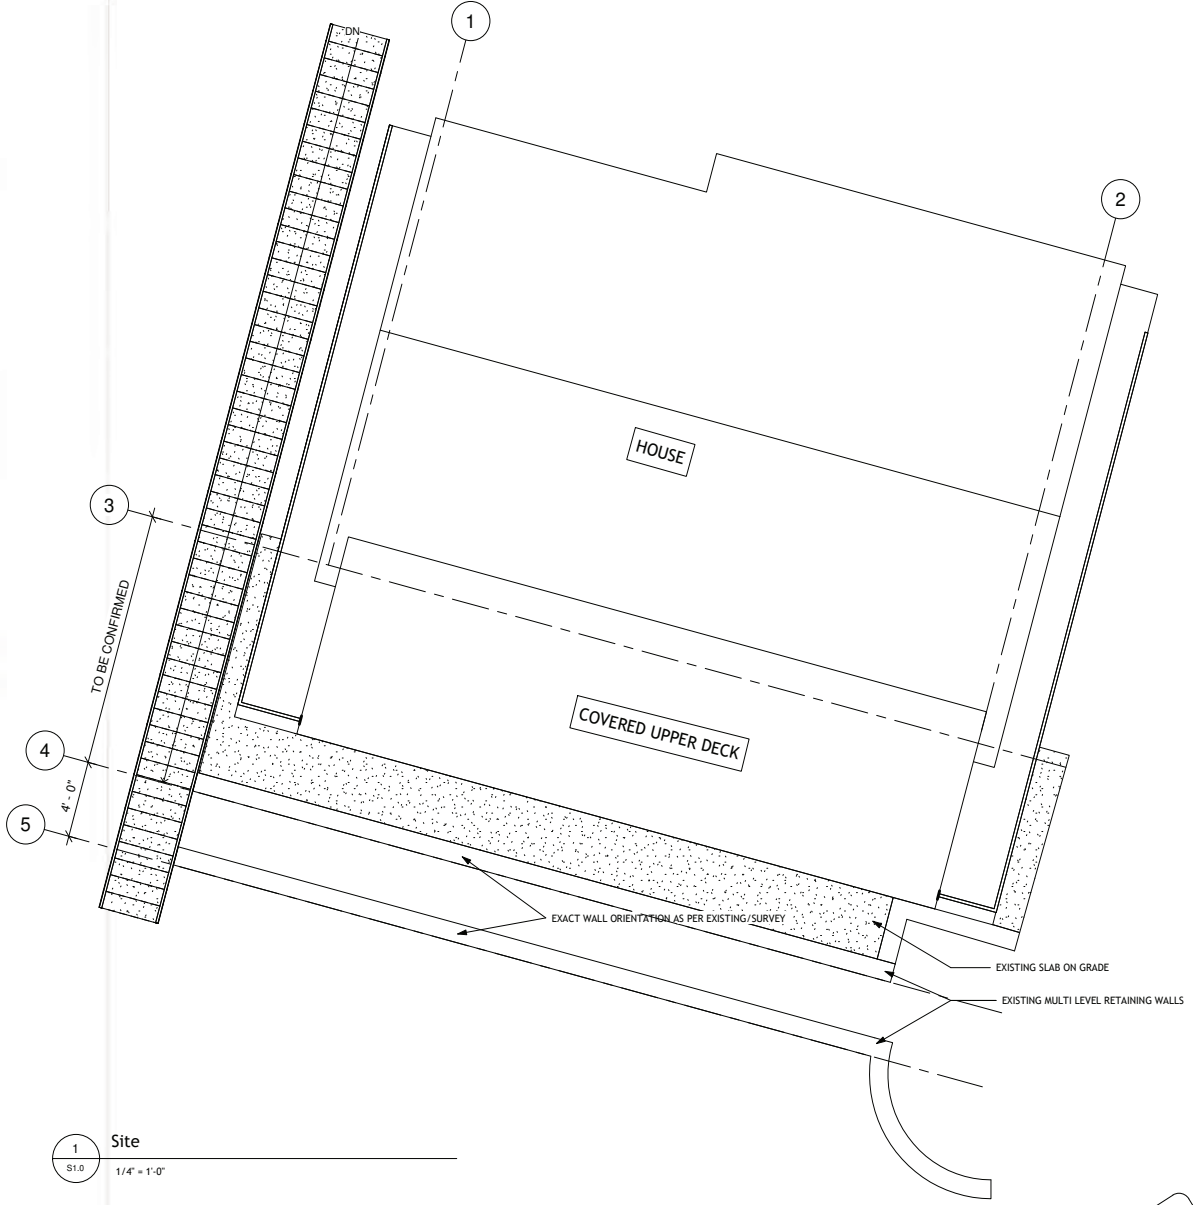 DN
1
2
HOUSE
3
TO BE CONFIRMED
COVERED UPPER DECK
4
4' - 0"
5
EXACT WALL ORIENTATION AS PER EXISTING/SURVEY
EXISTING SLAB ON GRADE
EXISTING MULTI LEVEL RETAINING WALLS
1
S1.0
Site
1/4" = 1'-0"